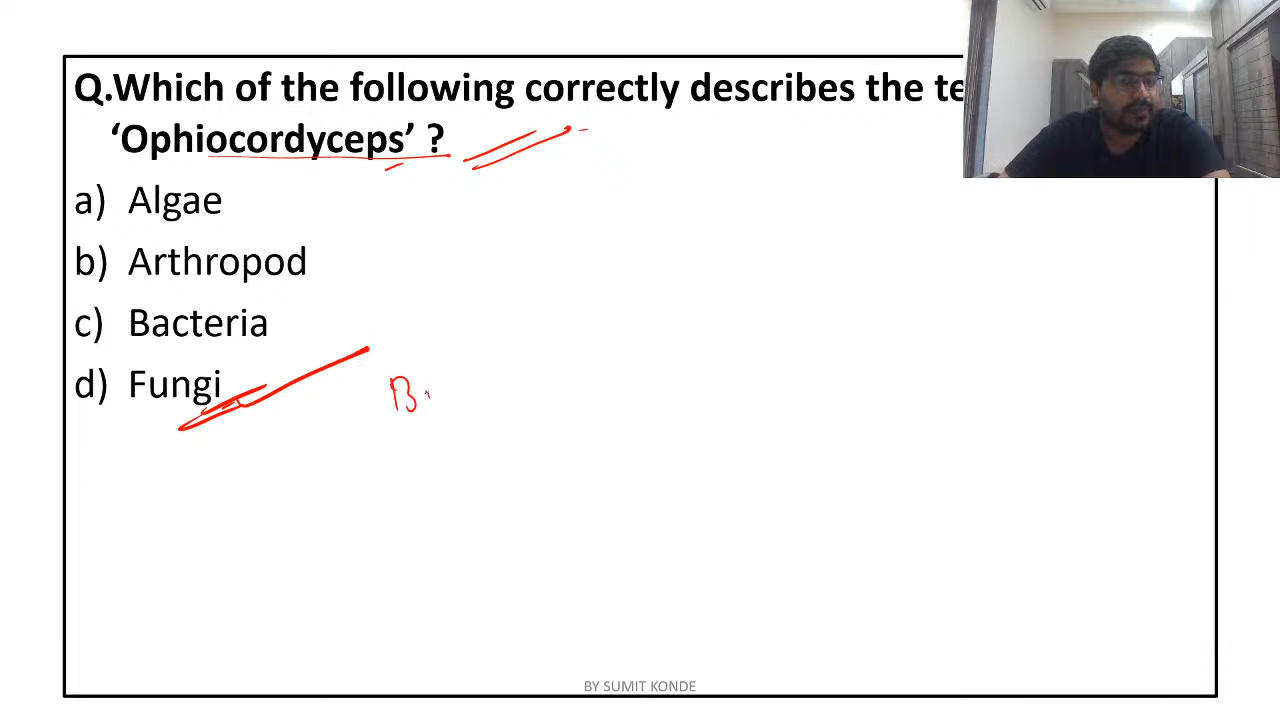 Q.Which of the following correctly describes the te
‘Ophiocordyceps’ ?
a) Algae
b) Arthropod
c) Bacteria
d) Fungi
B
BY SUMIT KONDE